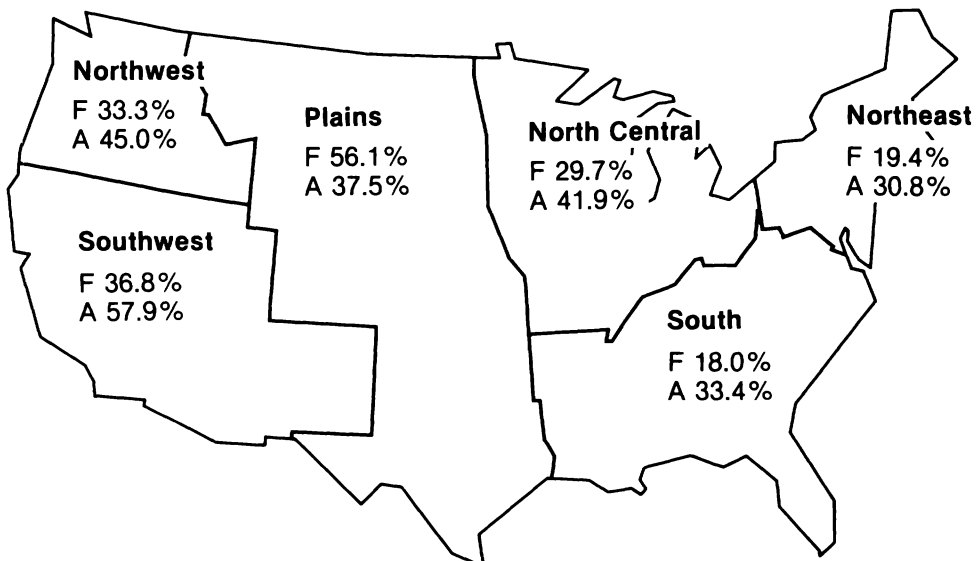 Northwest
F 33.3%
A 45.0%
Plains
F 56.1%
A 37.5%
North Central
F 29.7%
A 41.9%
Northeast
F 19.4%
A 30.8%
Southwest
F 36.8%
A 57.9%
South
F 18.0%
A 33.4%